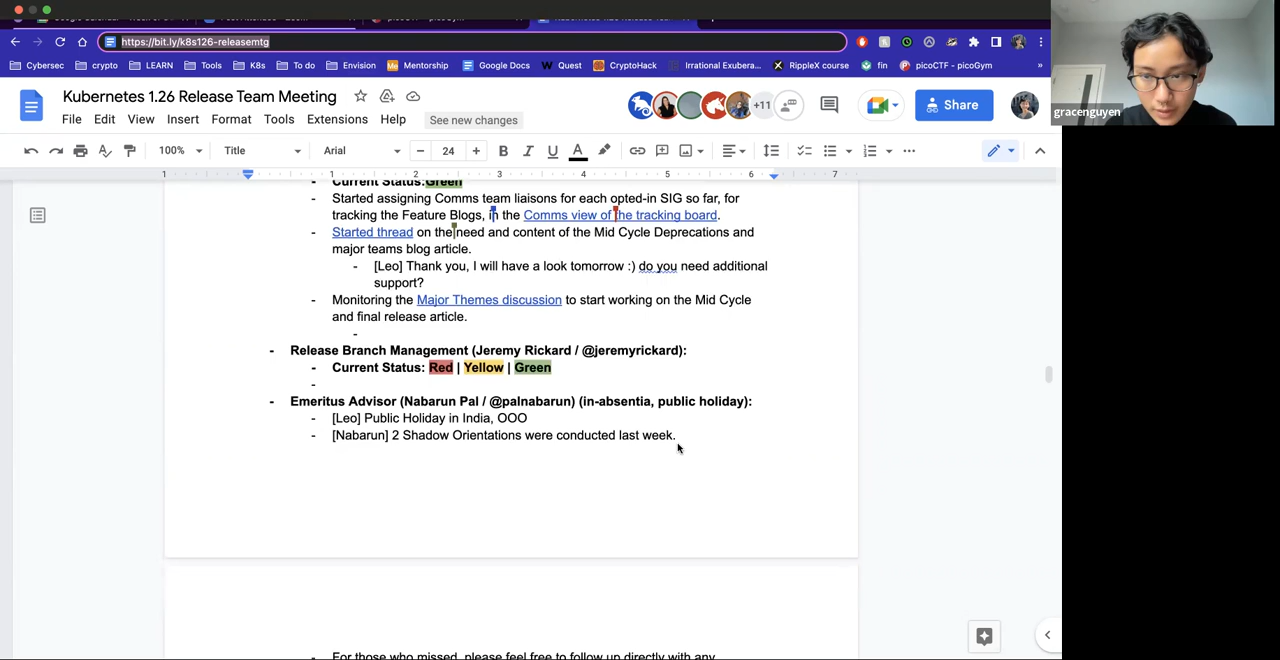 https://bit.ly/k8s126-releasemtg
Cybersec crypto LEARN Tools K8s To do Envision Mentorship Google Docs Quest CryptoHack Irrational Exubera... RippleX course fin picoCTF - picoGym »
Kubernetes 1.26 Release Team Meeting
+11
Share
gracenguyen
File Edit View Insert Format Tools Extensions Help See new changes
100% Title Arial 24 B I U A
1 1 2 3 4 5 6 7
- Current Status:Green
- Started assigning Comms team liaisons for each opted-in SIG so far, for
tracking the Feature Blogs, in the Comms view of the tracking board.
- Started thread on the need and content of the Mid Cycle Deprecations and
major teams blog article.
- [Leo] Thank you, I will have a look tomorrow :) do you need additional
support?
- Monitoring the Major Themes discussion to start working on the Mid Cycle
and final release article.
-
- Release Branch Management (Jeremy Rickard / @jeremyrickard):
- Current Status: Red | Yellow | Green
-
- Emeritus Advisor (Nabarun Pal / @palnabarun) (in-absentia, public holiday):
- [Leo] Public Holiday in India, OOO
- [Nabarun] 2 Shadow Orientations were conducted last week.
- For those who missed, please feel free to follow up directly with any